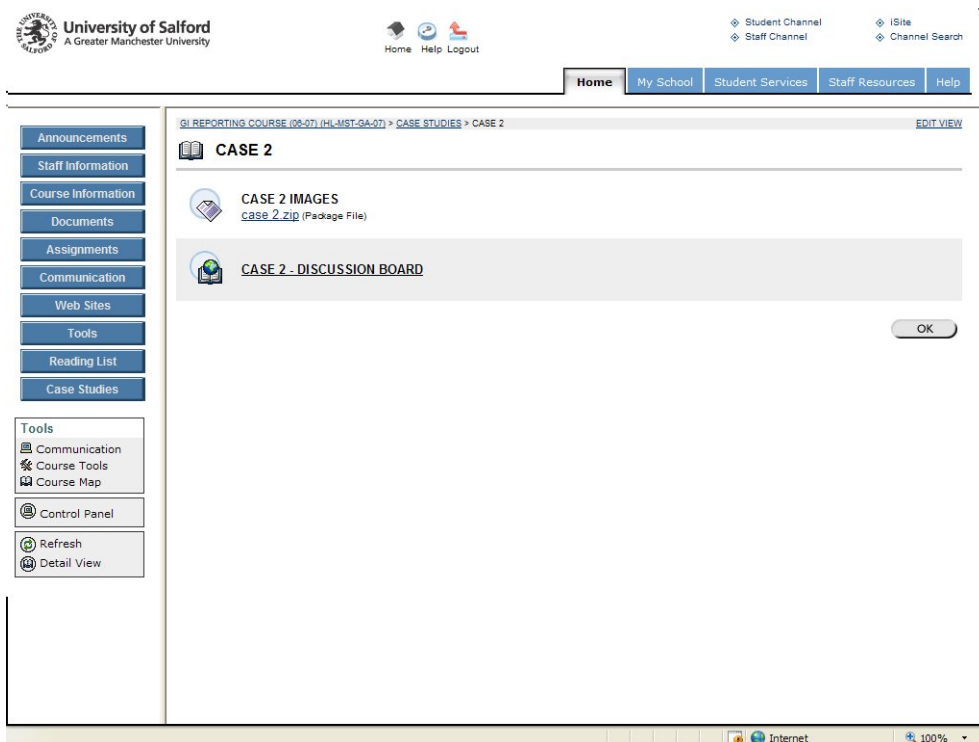 University of Salford
A Greater Manchester University
THE UNIVERSITY OF SALFORD
Home Help Logout
Student Channel
iSite
Staff Channel
Channel Search
Home My School Student Services Staff Resources Help
GI REPORTING COURSE (06-07) (HL-MST-GA-07) > CASE STUDIES > CASE 2
EDIT VIEW
CASE 2
Announcements
Staff Information
Course Information
Documents
Assignments
Communication
Web Sites
Tools
Reading List
Case Studies
CASE 2 IMAGES
case 2.zip (Package File)
CASE 2 - DISCUSSION BOARD
OK
Tools
Communication
Course Tools
Course Map
Control Panel
Refresh
Detail View
Internet
100%